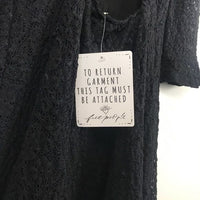 TO RETURN
GARMENT
THIS TAG MUST
BE ATTACHED
free people